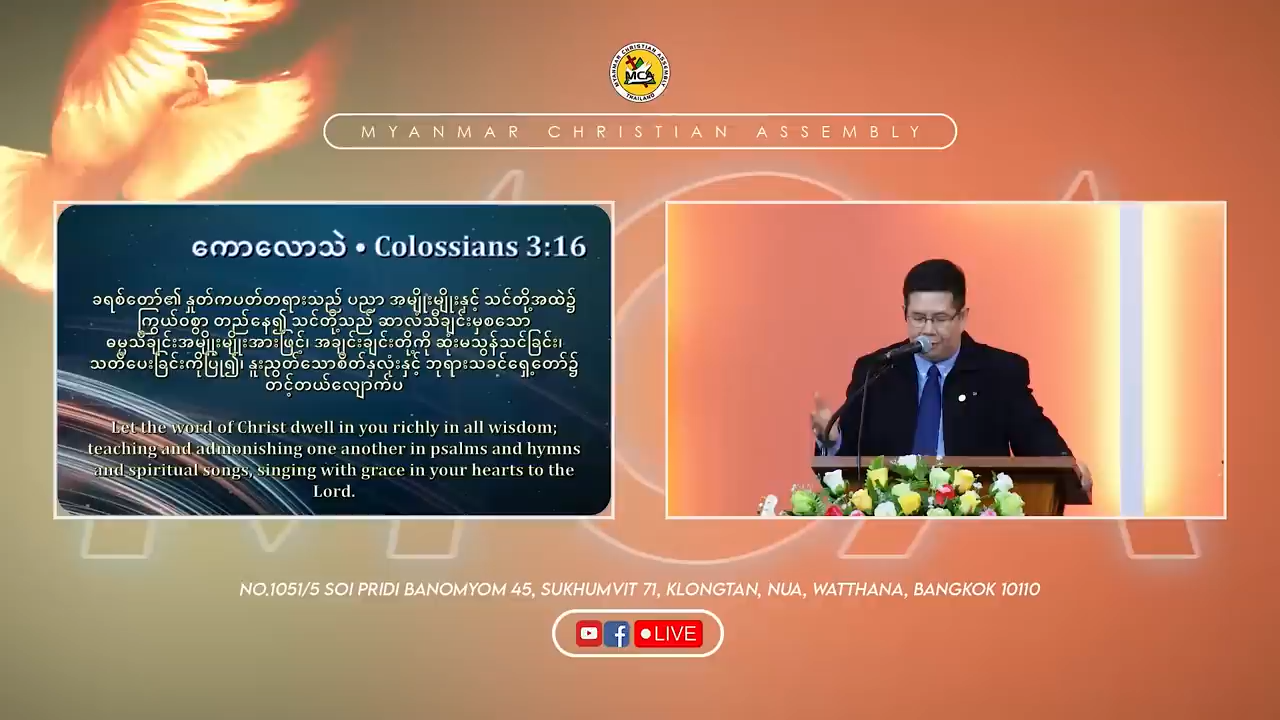 MYANMAR CHRISTIAN ASSEMBLY
MCA
THAILAND
MYANMAR CHRISTIAN ASSEMBLY
ကောလောသဲ • Colossians 3:16
ခရစ်တော်၏ နှုတ်ကပတ်တရားသည် ပညာ အမျိုးမျိုးနှင့် သင်တို့အထဲ၌
ကြွယ်ဝစွာ တည်နေ၍ သင်တို့သည် ဆာလံသီချင်းမှစသော
ဓမ္မသီချင်းအမျိုးမျိုးအားဖြင့်၊ အချင်းချင်းတို့ကို ဆုံးမသွန်သင်ခြင်း၊
သတိပေးခြင်းကိုပြု၍၊ နူးညွတ်သောစိတ်နှလုံးနှင့် ဘုရားသခင်ရှေ့တော်၌
တင့်တယ်လျောက်ပ
Let the word of Christ dwell in you richly in all wisdom;
teaching and admonishing one another in psalms and hymns
and spiritual songs, singing with grace in your hearts to the
Lord.
MCA
NO.1051/5 SOI PRIDI BANOMYOM 45, SUKHUMVIT 71, KLONGTAN, NUA, WATTHANA, BANGKOK 10110
LIVE